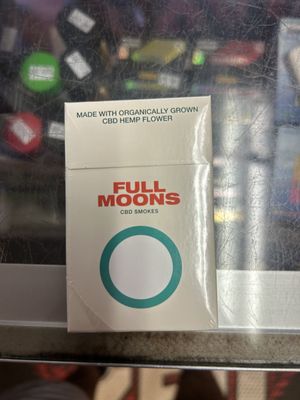 MADE WITH ORGANICALLY GROWN
CBD HEMP FLOWER
FULL
MOONS
CBD SMOKES